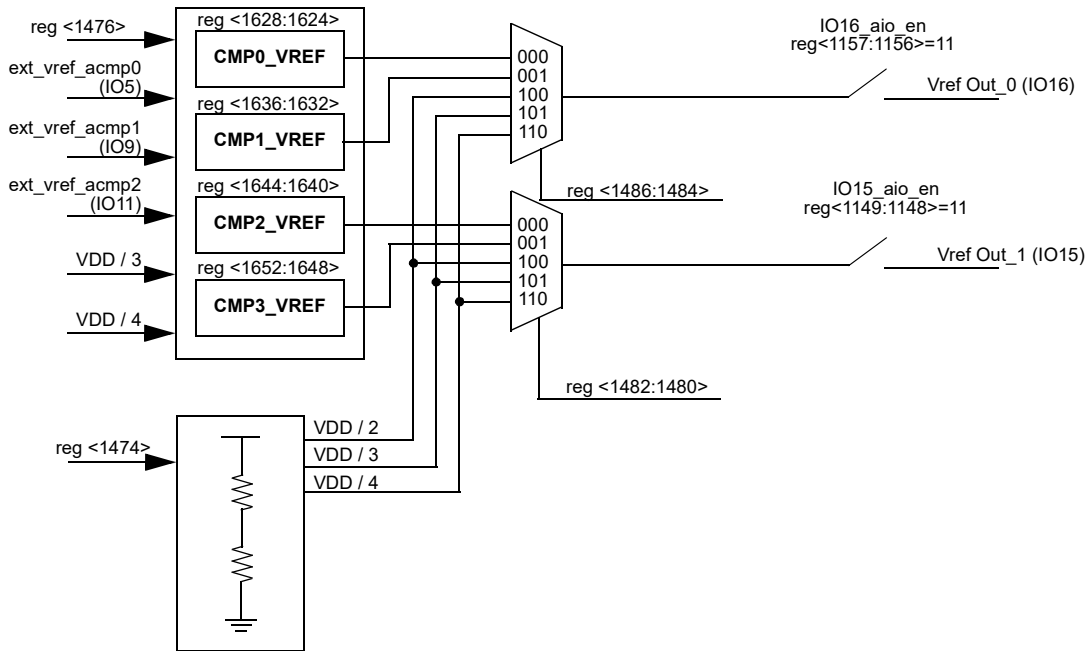 reg <1476>
ext_vref_acmp0
(IO5)
ext_vref_acmp1
(IO9)
ext_vref_acmp2
(IO11)
VDD / 3
VDD / 4
reg <1628:1624>
CMP0_VREF
reg <1636:1632>
CMP1_VREF
reg <1644:1640>
CMP2_VREF
reg <1652:1648>
CMP3_VREF
000
001
100
101
110
reg <1486:1484>
IO16_aio_en
reg<1157:1156>=11
Vref Out_0 (IO16)
000
001
100
101
110
reg <1482:1480>
IO15_aio_en
reg<1149:1148>=11
Vref Out_1 (IO15)
reg <1474>
VDD / 2
VDD / 3
VDD / 4